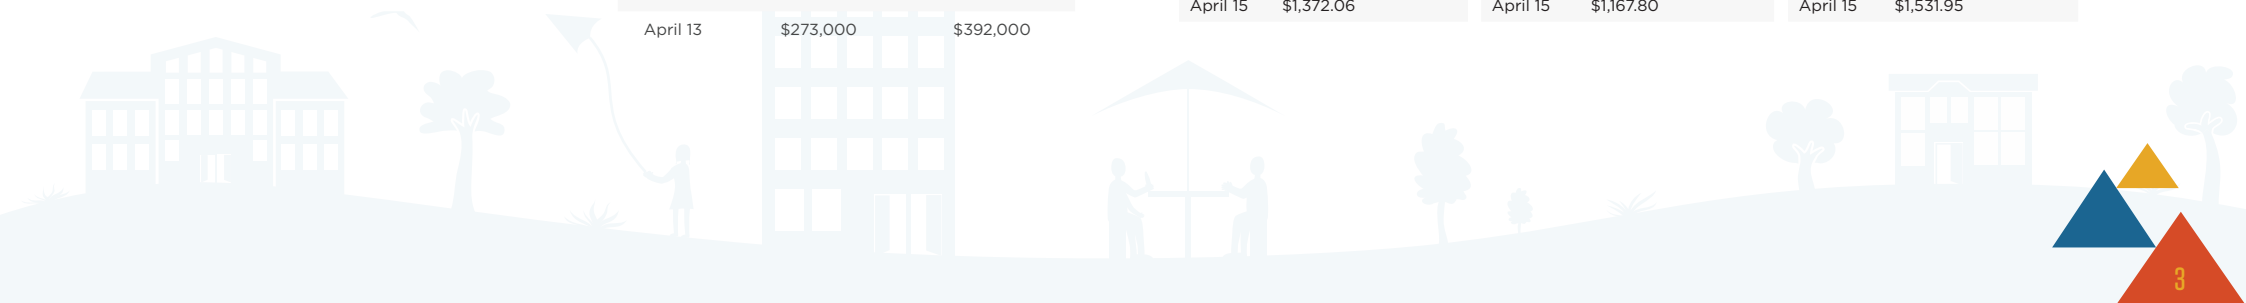 April 15 $1,372.06 April 15 $1,167.80 April 15 $1,531.95
April 13 $273,000 $392,000
3